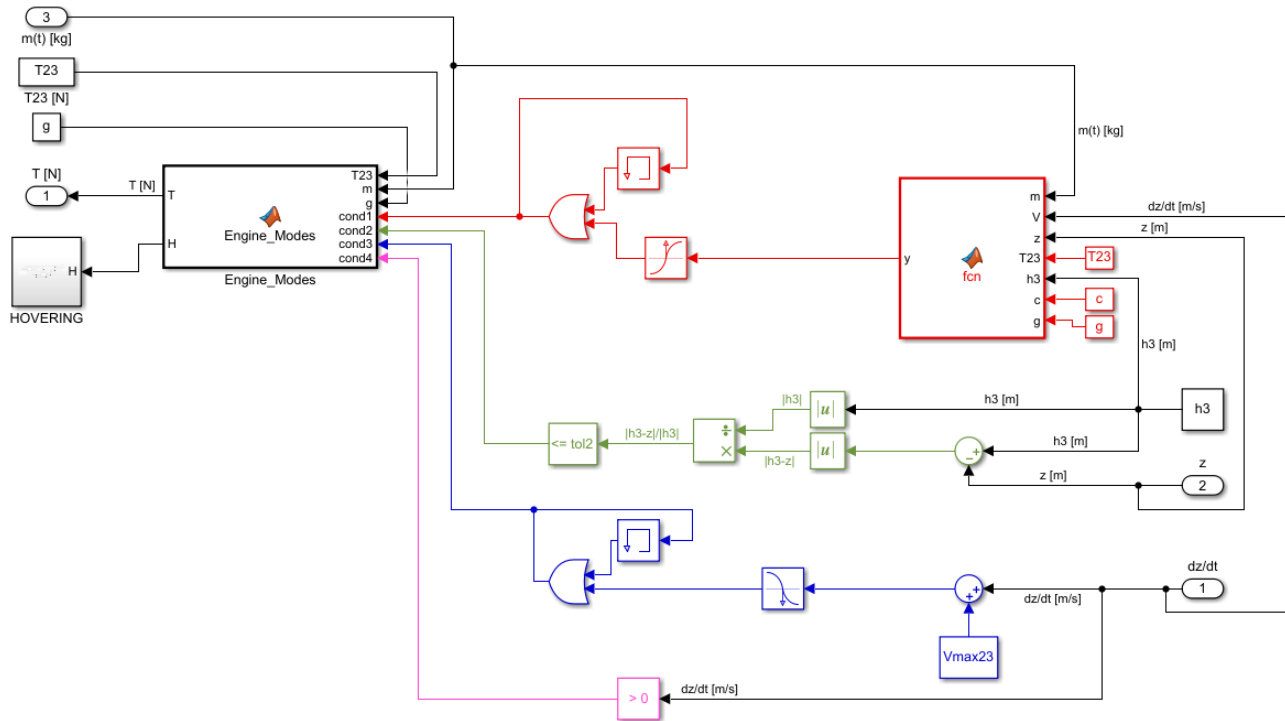 3
m(t) [kg]
T23
T23 [N]
g
T [N]
1
T [N]
T
H
T23
m
g
cond1
cond2
cond3
cond4
Engine_Modes
Engine_Modes
H
HOVERING
m(t) [kg]
m
V
z
T23
h3
c
g
y
fcn
dz/dt [m/s]
z [m]
T23
c
g
h3 [m]
|h3|
|u|
h3 [m]
h3
<= tol2
|h3-z|/|h3|
÷
×
|h3-z|
|u|
− +
h3 [m]
z [m]
z
2
dz/dt
1
+
+
dz/dt [m/s]
Vmax23
> 0
dz/dt [m/s]